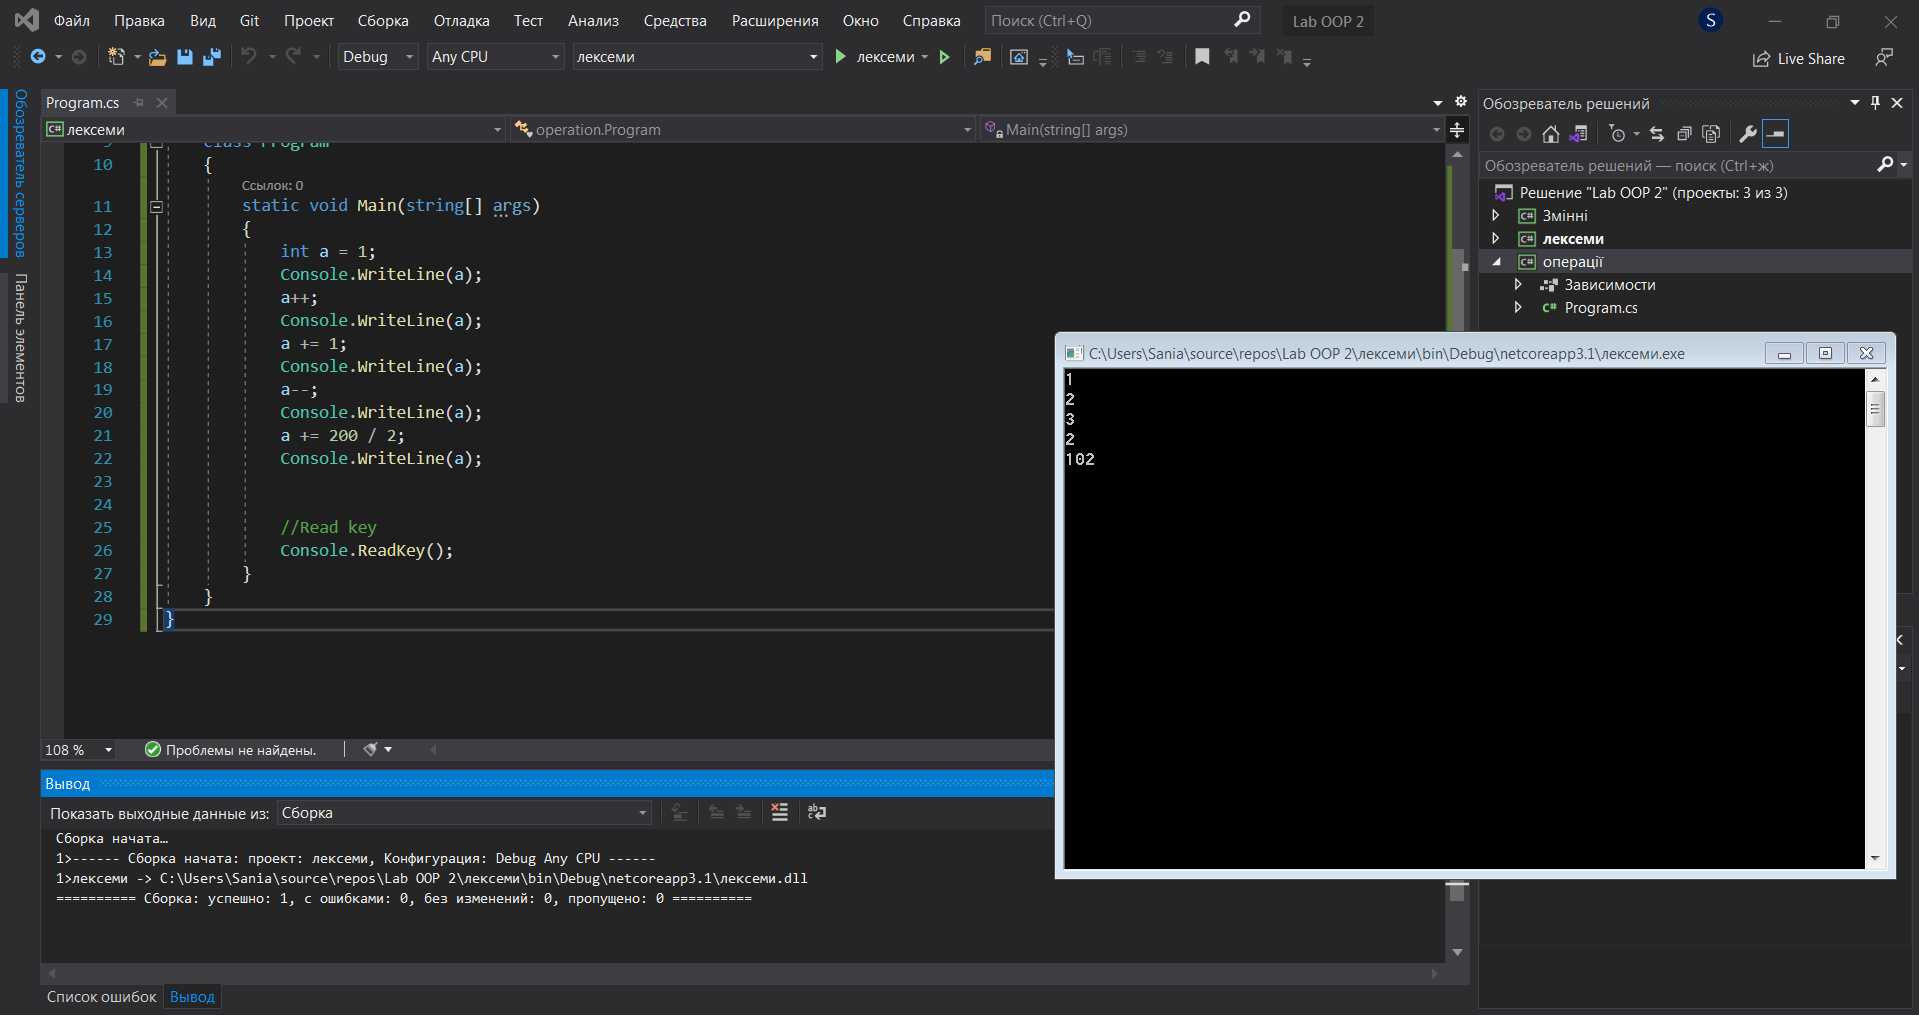 Файл Правка Вид Git Проект Сборка Отладка Тест Анализ Средства Расширения Окно Справка Поиск (Ctrl+Q) Lab OOP 2 S
Debug Any CPU лексеми лексеми Live Share
Обозреватель серверов
Панель элементов
Program.cs
лексеми operation.Program Main(string[] args)
9 class Program
10 {
Ссылок: 0
11 static void Main(string[] args)
12 {
13 int a = 1;
14 Console.WriteLine(a);
15 a++;
16 Console.WriteLine(a);
17 a += 1;
18 Console.WriteLine(a);
19 a--;
20 Console.WriteLine(a);
21 a += 200 / 2;
22 Console.WriteLine(a);
23
24
25 //Read key
26 Console.ReadKey();
27 }
28 }
29 }
108 % Проблемы не найдены.
Вывод
Показать выходные данные из: Сборка
Сборка начата…
1>------ Сборка начата: проект: лексеми, Конфигурация: Debug Any CPU ------
1>лексеми -> C:\Users\Sania\source\repos\Lab OOP 2\лексеми\bin\Debug\netcoreapp3.1\лексеми.dll
========== Сборка: успешно: 1, с ошибками: 0, без изменений: 0, пропущено: 0 ==========
Список ошибок Вывод
Обозреватель решений
Обозреватель решений — поиск (Ctrl+ж)
Решение "Lab OOP 2" (проекты: 3 из 3)
C# Змінні
C# лексеми
C# операції
Зависимости
C# Program.cs
C:\Users\Sania\source\repos\Lab OOP 2\лексеми\bin\Debug\netcoreapp3.1\лексеми.exe
1
2
3
2
102